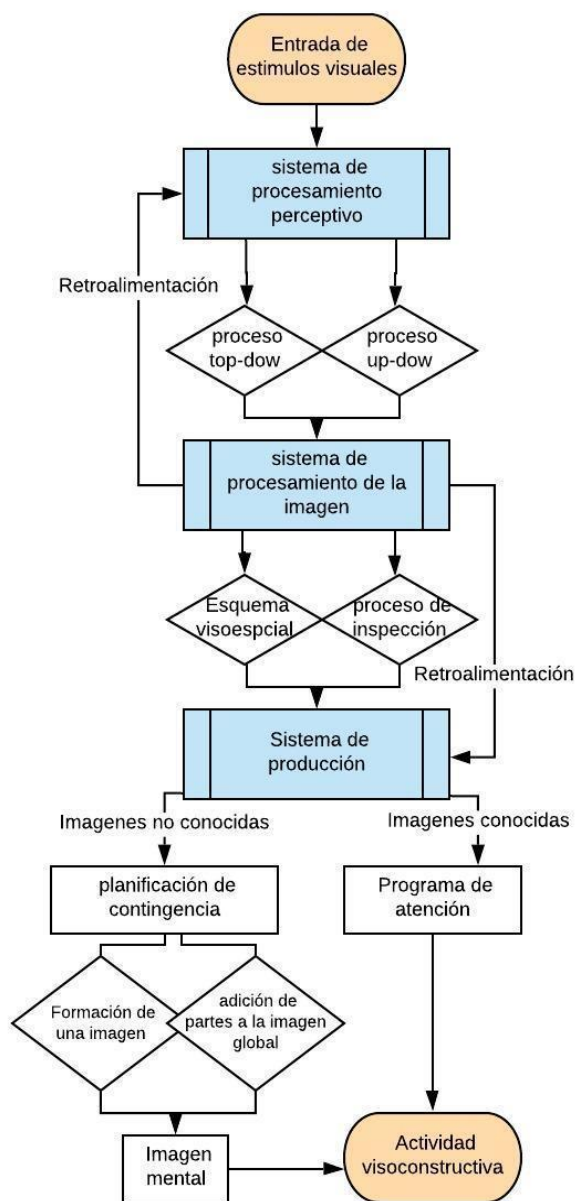 Entrada de
estimulos visuales
sistema de
procesamiento
perceptivo
Retroalimentación
proceso
top-dow
proceso
up-dow
sistema de
procesamiento de la
imagen
Esquema
visoespcial
proceso de
inspección
Retroalimentación
Sistema de
producción
Imagenes no conocidas
Imagenes conocidas
planificación de
contingencia
Programa de
atención
Formación de
una imagen
adición de
partes a la imagen
global
Imagen
mental
Actividad
visoconstructiva